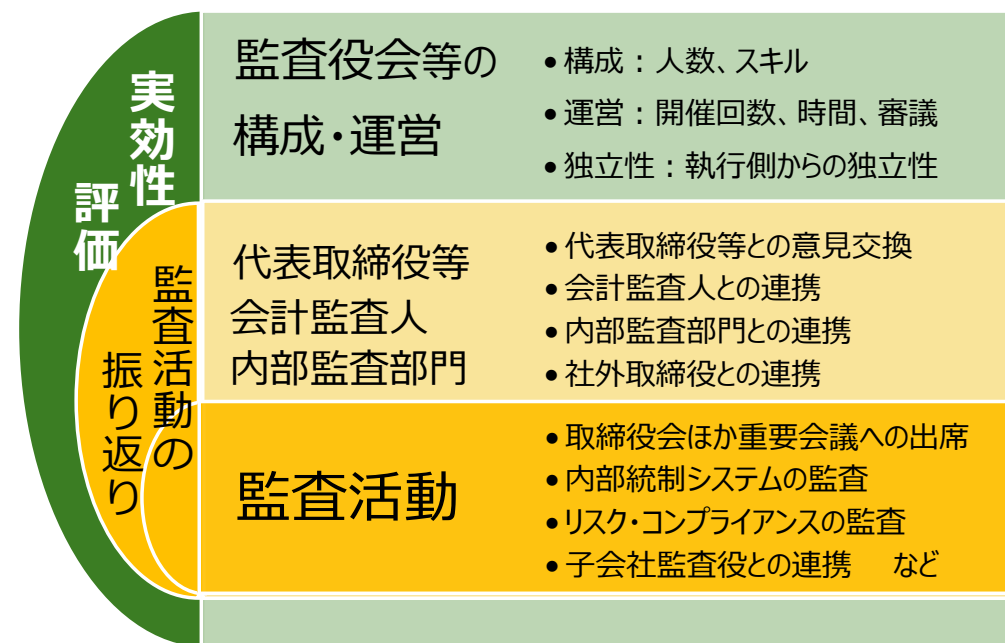 実効性
評価
監査活動の
振り返り
監査役会等の
構成・運営
•構成：人数、スキル
•運営：開催回数、時間、審議
•独立性：執行側からの独立性
代表取締役等
会計監査人
内部監査部門
•代表取締役等との意見交換
•会計監査人との連携
•内部監査部門との連携
•社外取締役との連携
監査活動
•取締役会ほか重要会議への出席
•内部統制システムの監査
•リスク・コンプライアンスの監査
•子会社監査役との連携　など